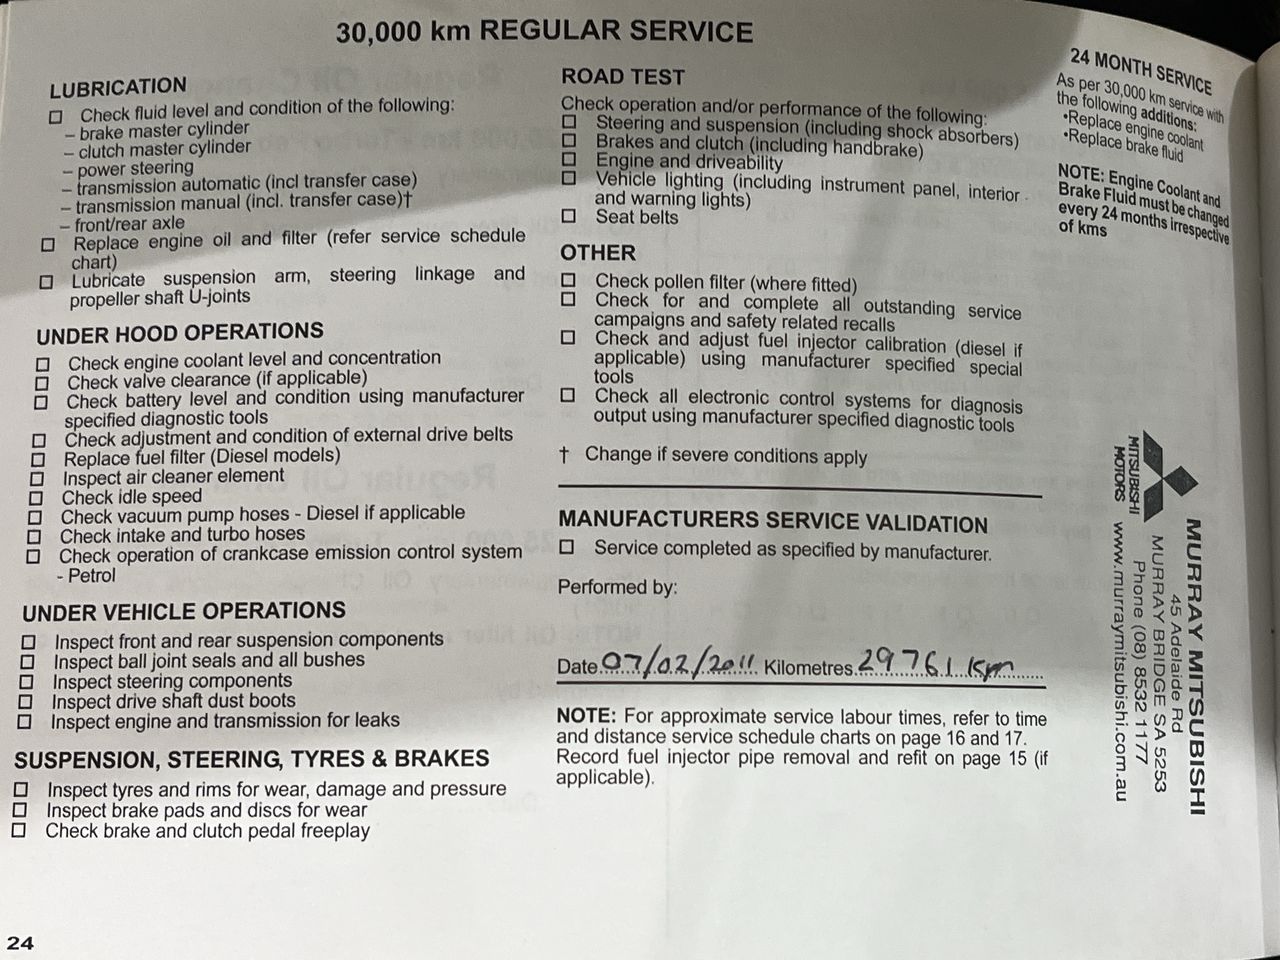 30,000 km REGULAR SERVICE
LUBRICATION
☐ Check fluid level and condition of the following:
– brake master cylinder
– clutch master cylinder
– power steering
– transmission automatic (incl transfer case)
– transmission manual (incl. transfer case)†
– front/rear axle
☐ Replace engine oil and filter (refer service schedule
chart)
☐ Lubricate suspension arm, steering linkage and
propeller shaft U-joints
UNDER HOOD OPERATIONS
☐ Check engine coolant level and concentration
☐ Check valve clearance (if applicable)
☐ Check battery level and condition using manufacturer
specified diagnostic tools
☐ Check adjustment and condition of external drive belts
☐ Replace fuel filter (Diesel models)
☐ Inspect air cleaner element
☐ Check idle speed
☐ Check vacuum pump hoses - Diesel if applicable
☐ Check intake and turbo hoses
☐ Check operation of crankcase emission control system
- Petrol
UNDER VEHICLE OPERATIONS
☐ Inspect front and rear suspension components
☐ Inspect ball joint seals and all bushes
☐ Inspect steering components
☐ Inspect drive shaft dust boots
☐ Inspect engine and transmission for leaks
SUSPENSION, STEERING, TYRES & BRAKES
☐ Inspect tyres and rims for wear, damage and pressure
☐ Inspect brake pads and discs for wear
☐ Check brake and clutch pedal freeplay
24
ROAD TEST
Check operation and/or performance of the following:
☐ Steering and suspension (including shock absorbers)
☐ Brakes and clutch (including handbrake)
☐ Engine and driveability
☐ Vehicle lighting (including instrument panel, interior
and warning lights)
☐ Seat belts
OTHER
☐ Check pollen filter (where fitted)
☐ Check for and complete all outstanding service
campaigns and safety related recalls
☐ Check and adjust fuel injector calibration (diesel if
applicable) using manufacturer specified special
tools
☐ Check all electronic control systems for diagnosis
output using manufacturer specified diagnostic tools
† Change if severe conditions apply
MANUFACTURERS SERVICE VALIDATION
☐ Service completed as specified by manufacturer.
Performed by:
Date 07/02/2011 Kilometres 29761 Km
NOTE: For approximate service labour times, refer to time
and distance service schedule charts on page 16 and 17.
Record fuel injector pipe removal and refit on page 15 (if
applicable).
24 MONTH SERVICE
As per 30,000 km service with
the following additions:
•Replace engine coolant
•Replace brake fluid
NOTE: Engine Coolant and
Brake Fluid must be changed
every 24 months irrespective
of kms
MITSUBISHI
MOTORS
MURRAY MITSUBISHI
45 Adelaide Rd
MURRAY BRIDGE SA 5253
Phone (08) 8532 1177
www.murraymitsubishi.com.au